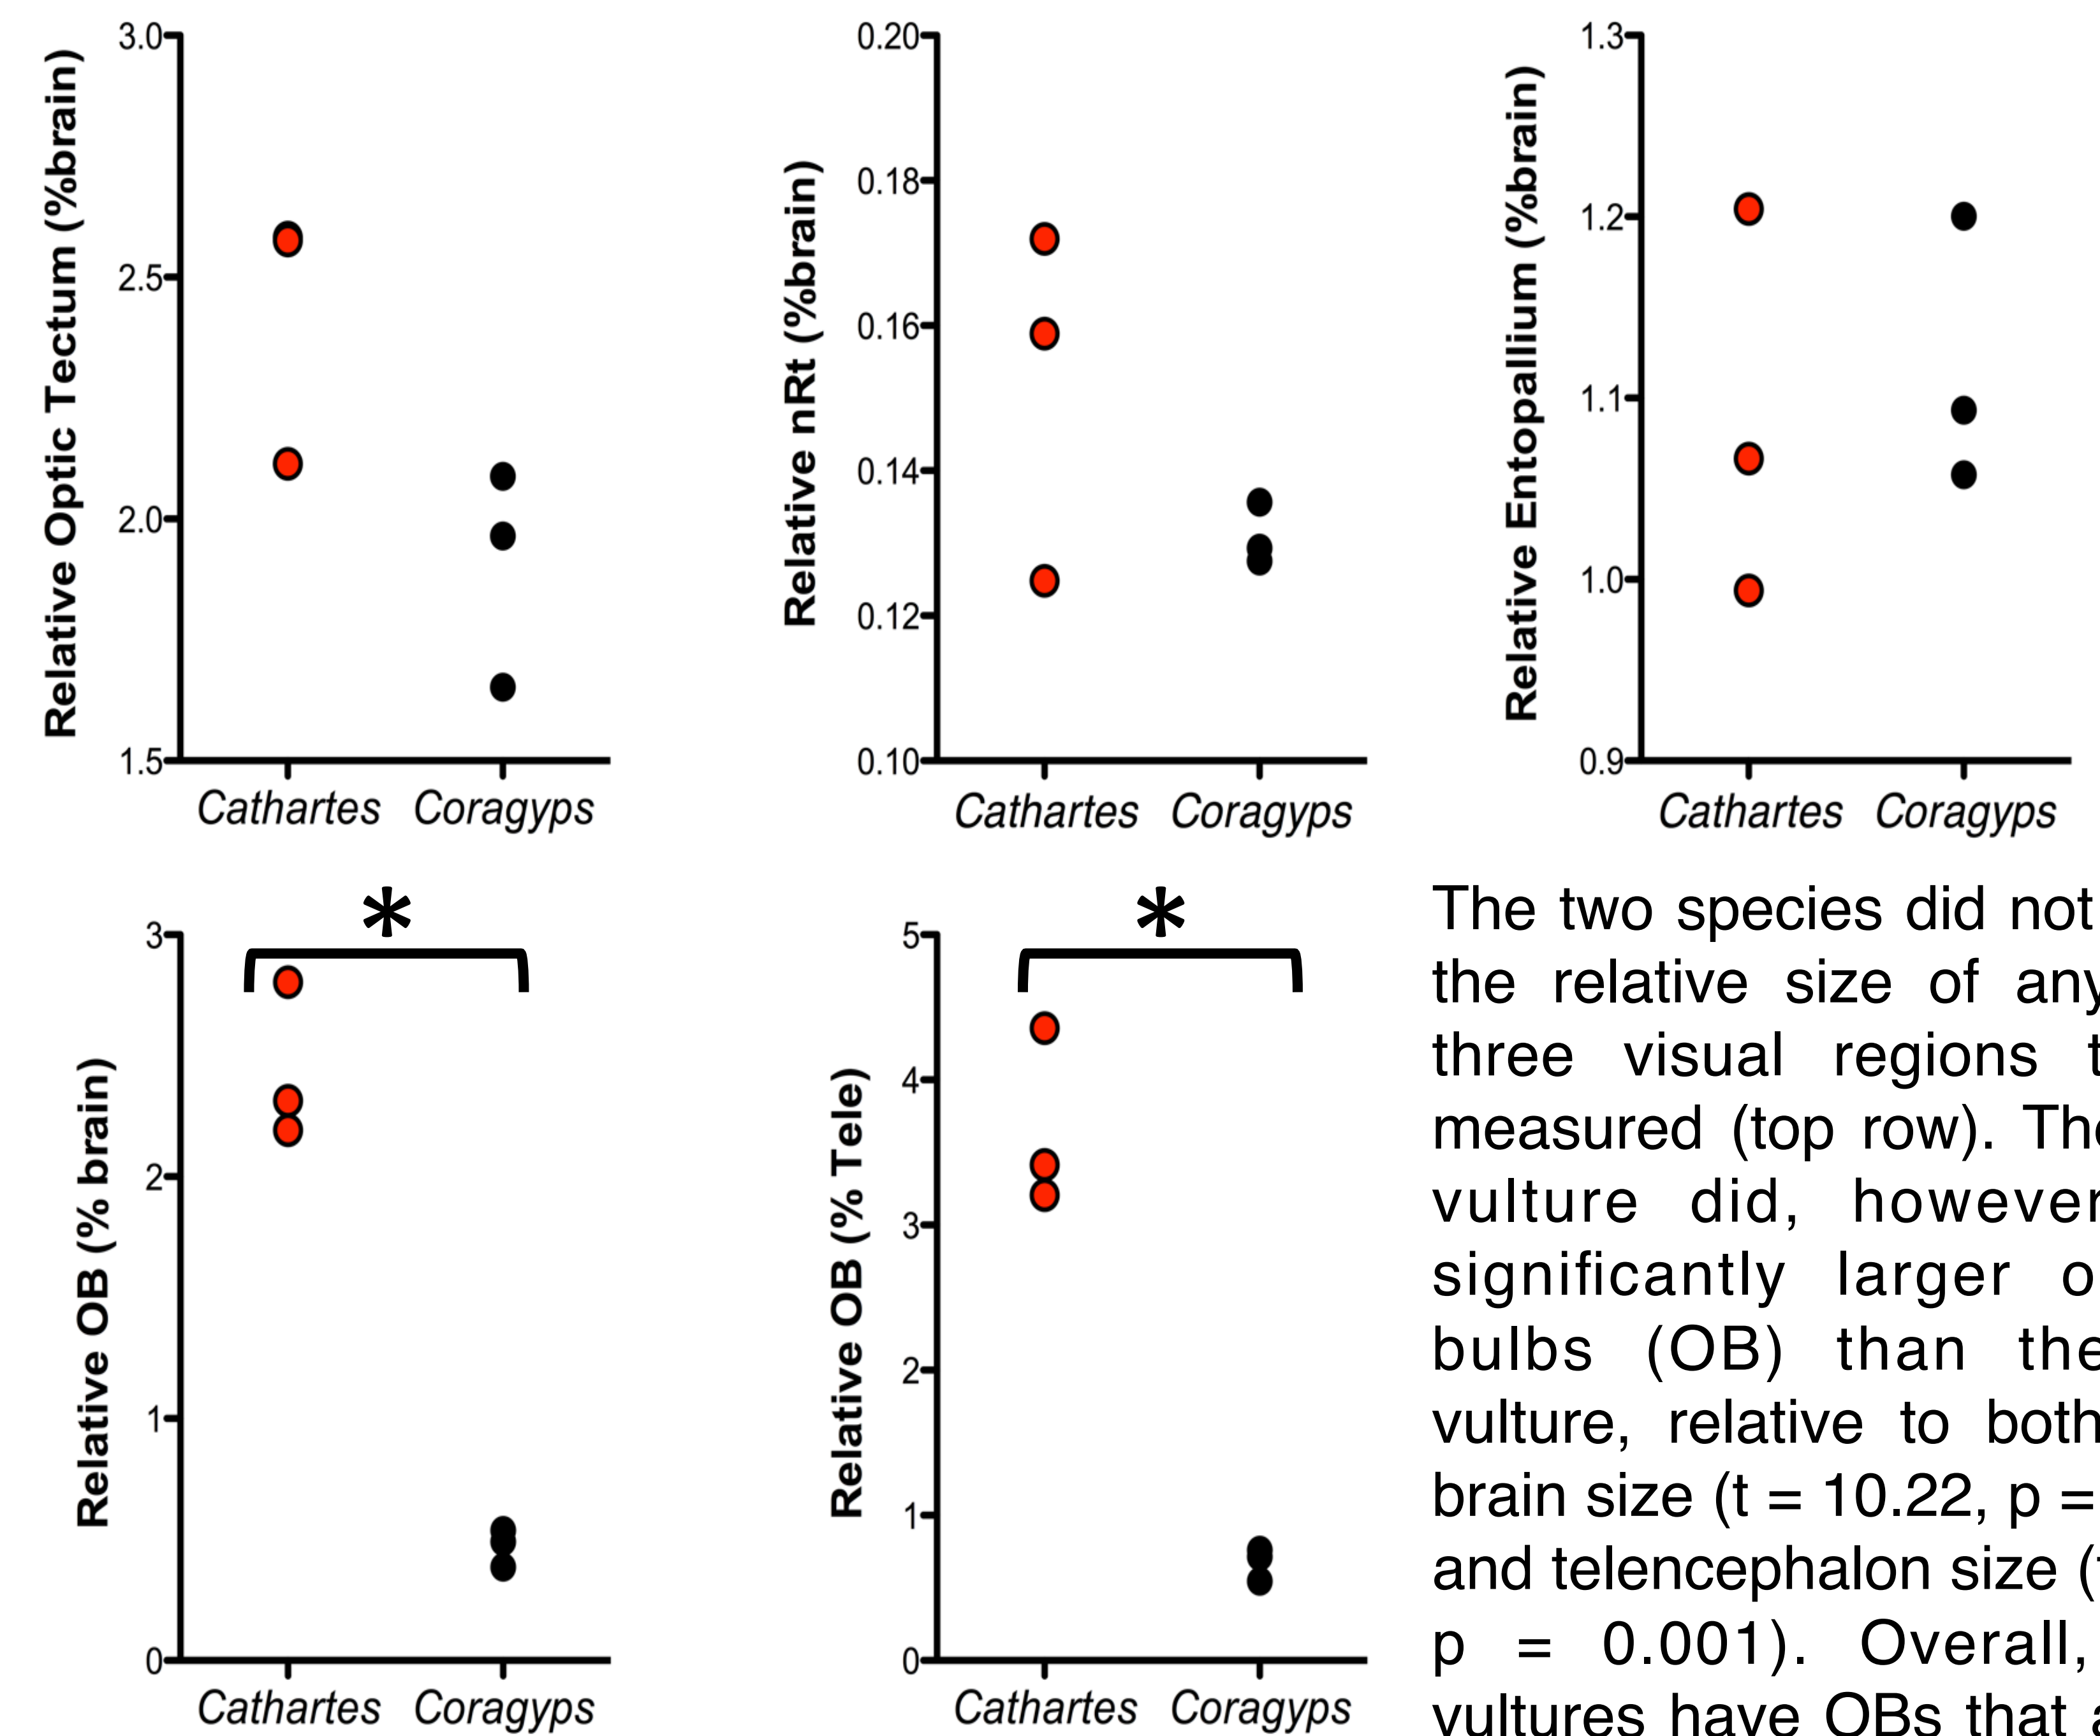 Relative Optic Tectum (%brain)
3.0
2.5
2.0
1.5
Cathartes Coragyps
Relative nRt (%brain)
0.20
0.18
0.16
0.14
0.12
0.10
Cathartes Coragyps
Relative Entopallium (%brain)
1.3
1.2
1.1
1.0
0.9
Cathartes Coragyps
*
Relative OB (% brain)
3
2
1
0
Cathartes Coragyps
*
Relative OB (% Tele)
5
4
3
2
1
0
Cathartes Coragyps
The two species did not
the relative size of any
three visual regions
measured (top row).
vulture did, however
significantly larger
bulbs (OB) than the
vulture, relative to both
brain size (t = 10.22, p =
and telencephalon size (
p = 0.001). Overall,
vultures have OBs that